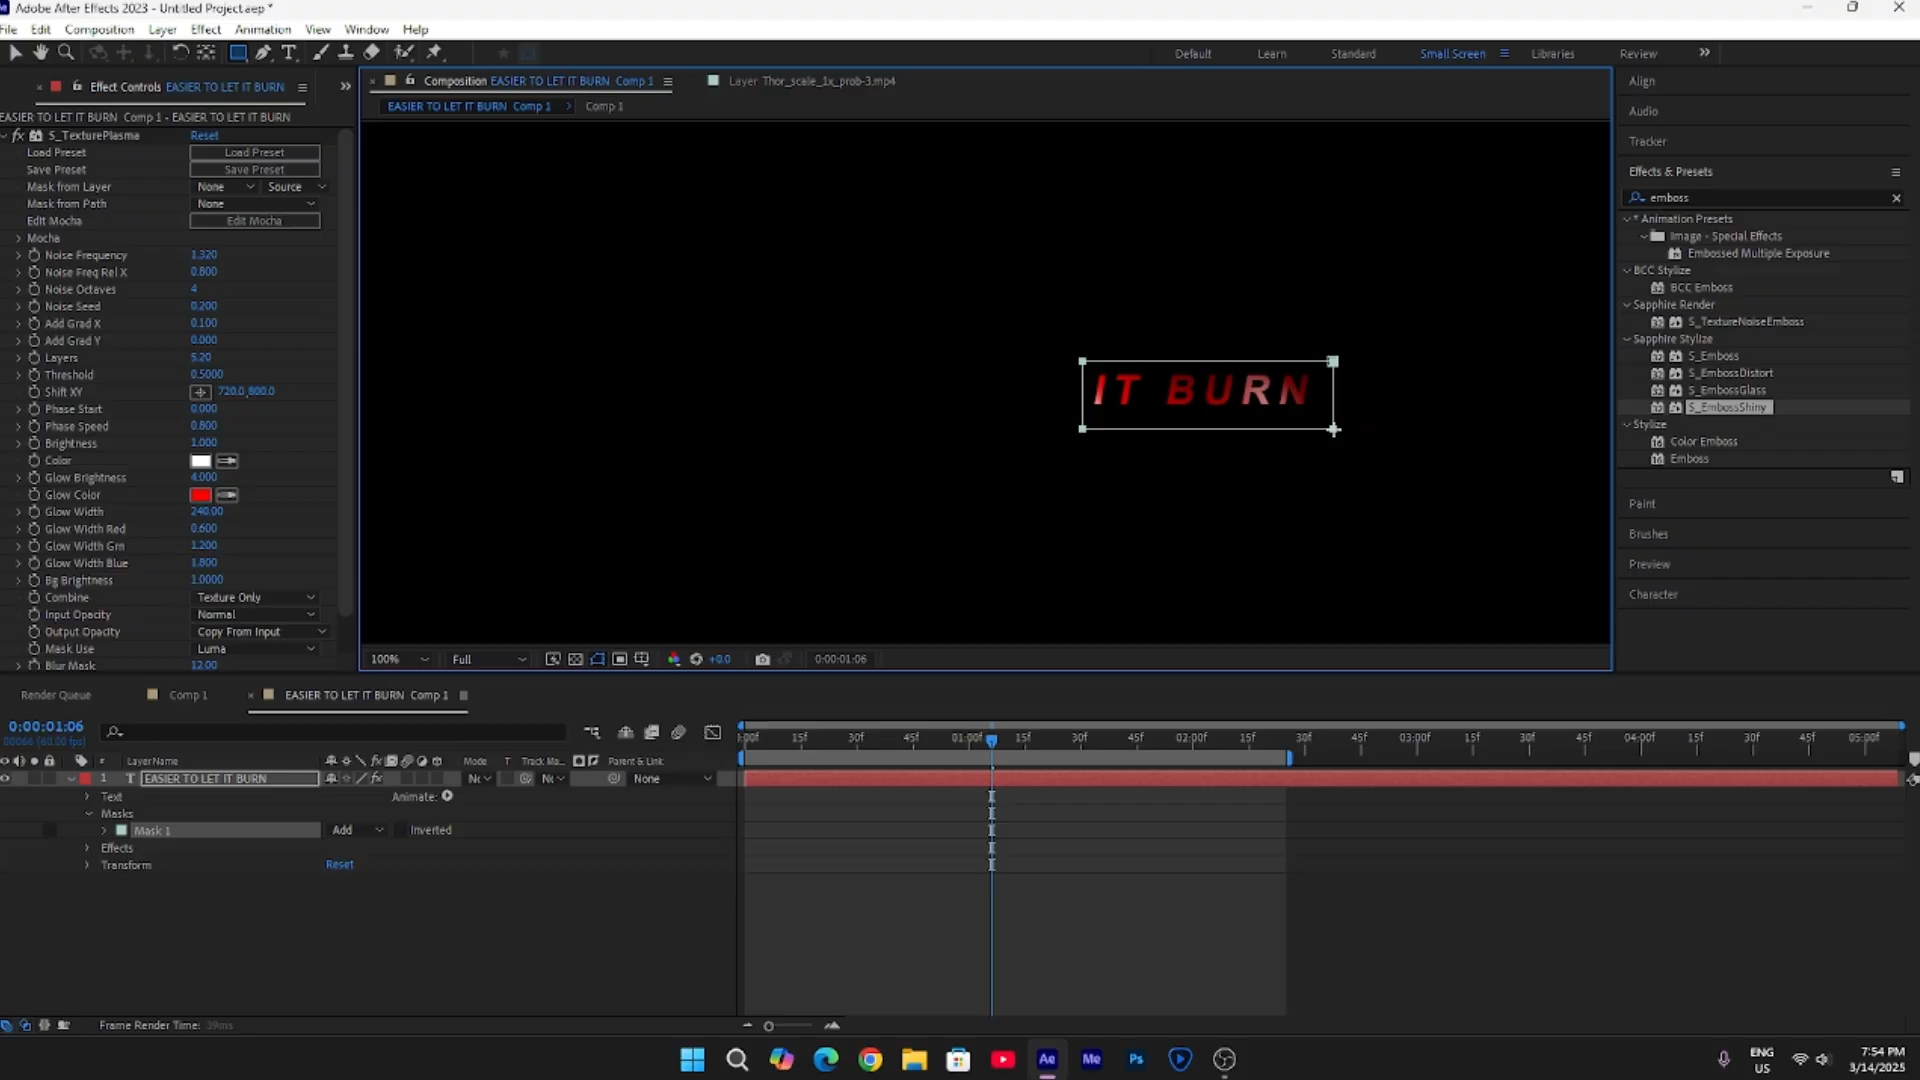 Adobe After Effects 2023 - Untitled Project.aep *
File Edit Composition Layer Effect Animation View Window Help
Default Learn Standard Small Screen Libraries Review
Effect Controls EASIER TO LET IT BURN
EASIER TO LET IT BURN Comp 1 - EASIER TO LET IT BURN
fx S_TexturePlasma Reset
Load Preset Load Preset
Save Preset Save Preset
Mask from Layer None Source
Mask from Path None
Edit Mocha Edit Mocha
Mocha
Noise Frequency 1.320
Noise Freq Rel X 0.800
Noise Octaves 4
Noise Seed 0.200
Add Grad X 0.100
Add Grad Y 0.000
Layers 5.20
Threshold 0.5000
Shift XY 720.0,800.0
Phase Start 0.000
Phase Speed 0.800
Brightness 1.000
Color
Glow Brightness 4.000
Glow Color
Glow Width 240.00
Glow Width Red 0.600
Glow Width Grn 1.200
Glow Width Blue 1.800
Bg Brightness 1.0000
Combine Texture Only
Input Opacity Normal
Output Opacity Copy From Input
Mask Use Luma
Blur Mask 12.00
Composition EASIER TO LET IT BURN Comp 1
Layer Thor_scale_1x_prob-3.mp4
EASIER TO LET IT BURN Comp 1 Comp 1
IT BURN
100% Full +0.0 0:00:01:06
Align
Audio
Tracker
Effects & Presets
emboss
* Animation Presets
Image - Special Effects
Embossed Multiple Exposure
BCC Stylize
BCC Emboss
Sapphire Render
S_TextureNoiseEmboss
Sapphire Stylize
S_Emboss
S_EmbossDistort
S_EmbossGlass
S_EmbossShiny
Stylize
Color Emboss
Emboss
Paint
Brushes
Preview
Character
Render Queue Comp 1 EASIER TO LET IT BURN Comp 1
0:00:01:06
00066 (60.00 fps)
:00f 15f 30f 45f 01:00f 15f 30f 45f 02:00f 15f 30f 45f 03:00f 15f 30f 45f 04:00f 15f 30f 45f 05:00f
# Layer Name fx Mode T Track Ma... Parent & Link
1 T EASIER TO LET IT BURN fx None
Text Animate:
Masks
Mask 1 Add Inverted
Effects
Transform Reset
Frame Render Time: 39ms
Ae Me Ps
ENG
US
7:54 PM
3/14/2025